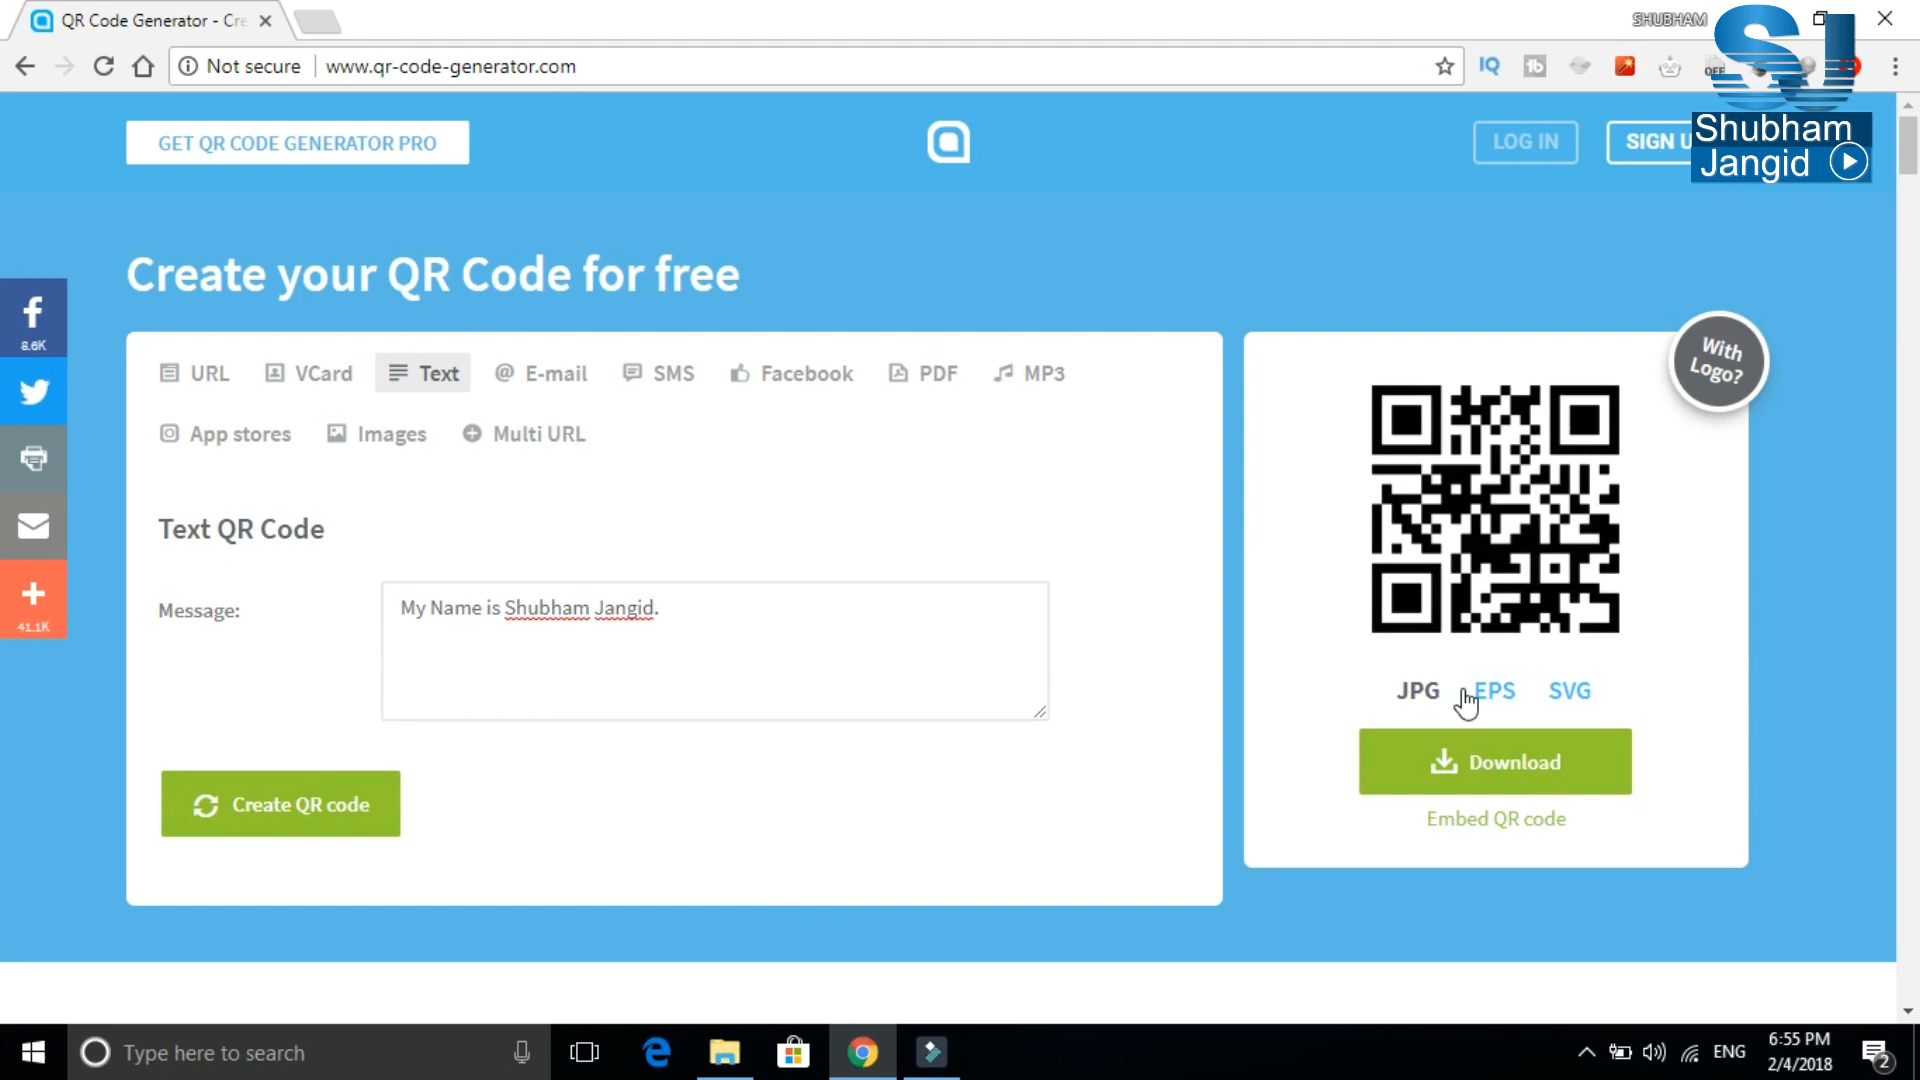 QR Code Generator - Cre
SHUBHAM
Not secure
www.qr-code-generator.com
IQ
OFF
SJ
Shubham
Jangid
GET QR CODE GENERATOR PRO
LOG IN
SIGN U
Create your QR Code for free
8.6K
41.1K
URL VCard Text E-mail SMS Facebook PDF MP3
App stores Images Multi URL
With
Logo?
Text QR Code
Message:
My Name is Shubham Jangid.
Create QR code
JPG EPS SVG
Download
Embed QR code
Type here to search
ENG
6:55 PM
2/4/2018
2